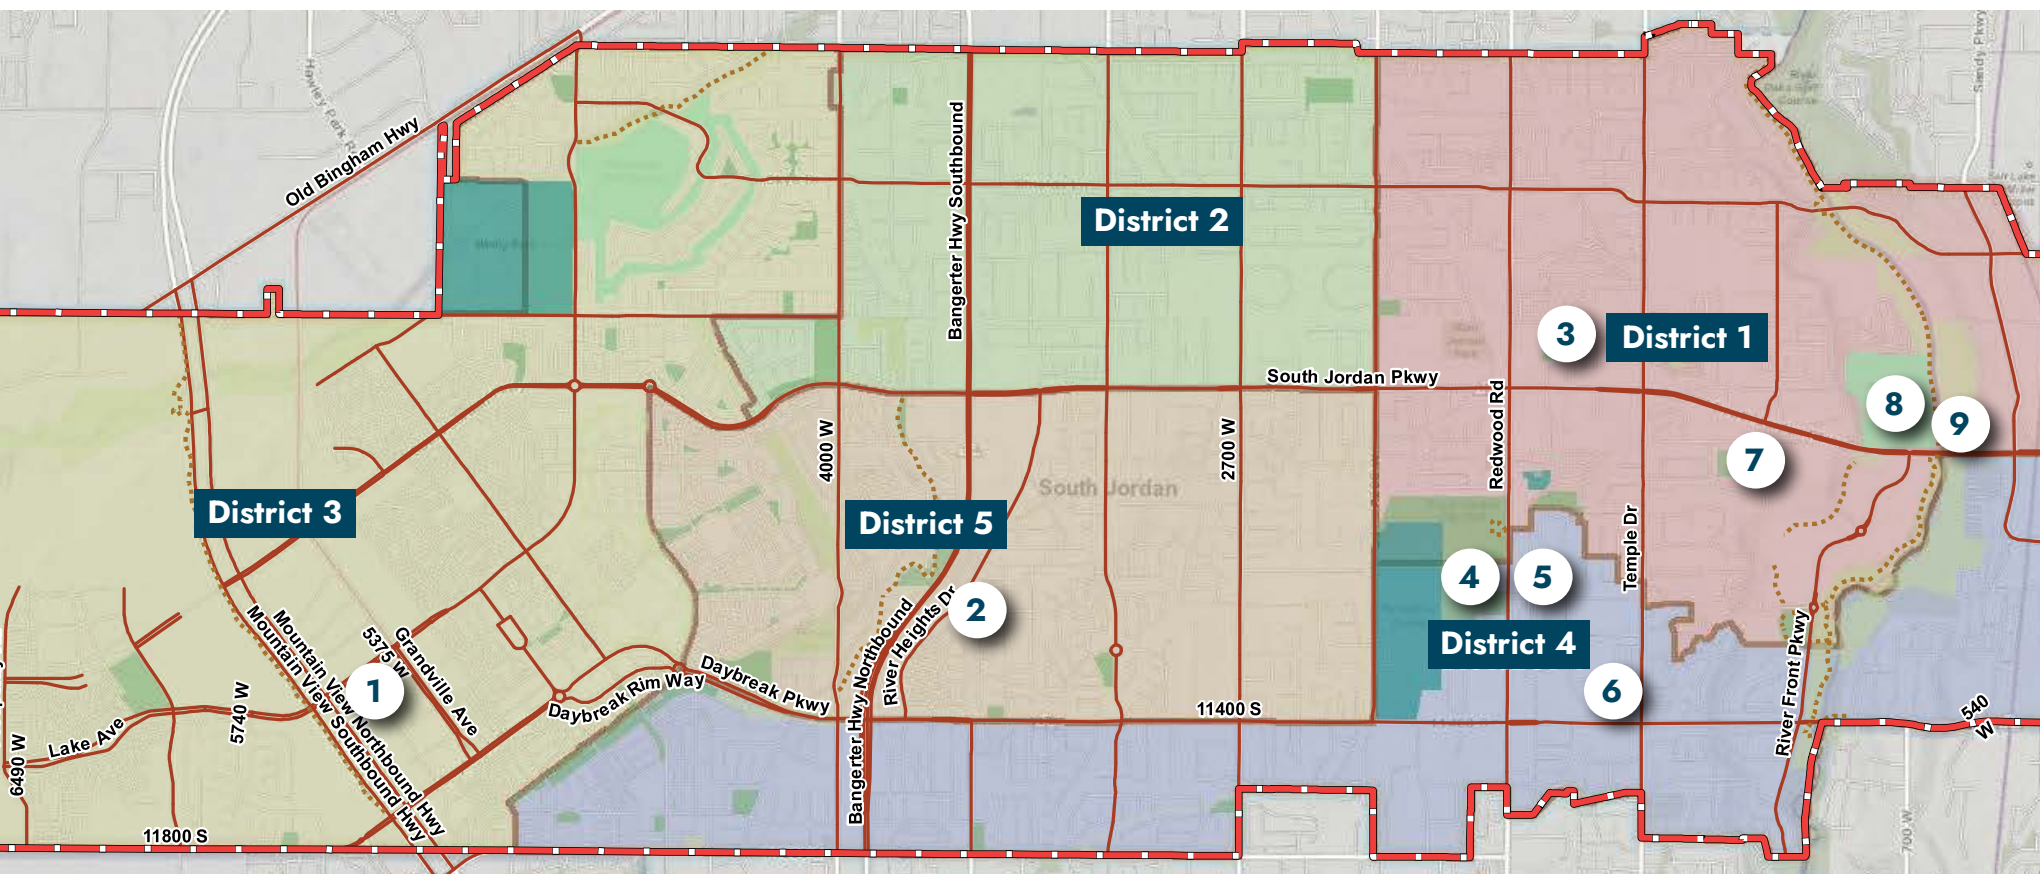 Old Bingham Hwy
Bangerter Hwy Southbound
District 2
3
District 1
South Jordan Pkwy
Redwood Rd
8
9
4000 W
2700 W
7
South Jordan
District 3
District 5
Temple Dr
4
5
2
District 4
Mountain View Northbound Hwy
Mountain View Southbound Hwy
5375 W
Grandville Ave
1
6
Daybreak Rim Way
Daybreak Pkwy
Bangerter Hwy Northbound
River Heights Dr
11400 S
River Front Pkwy
540
W
Lake Ave
5740 W
6490 W
11800 S
700 W
Sandy Pkwy